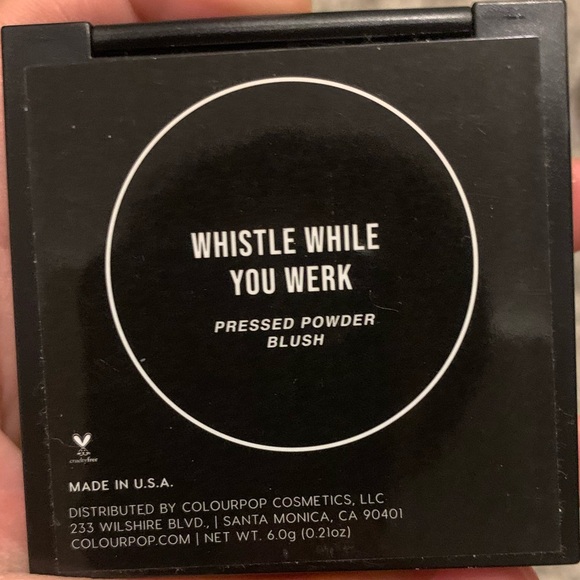 WHISTLE WHILE
YOU WERK
PRESSED POWDER
BLUSH
crueltyfree
MADE IN U.S.A.
DISTRIBUTED BY COLOURPOP COSMETICS, LLC
233 WILSHIRE BLVD., | SANTA MONICA, CA 90401
COLOURPOP.COM | NET WT. 6.0g (0.21oz)